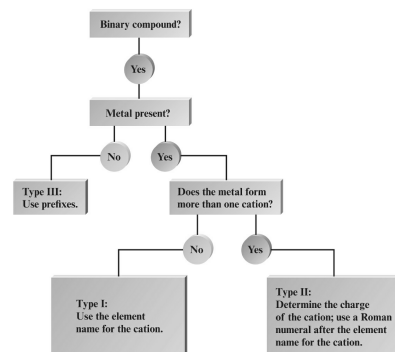 Binary compound?
Yes
Metal present?
No
Yes
Type III:
Use prefixes.
Does the metal form
more than one cation?
No
Yes
Type I:
Use the element
name for the cation.
Type II:
Determine the charge
of the cation; use a Roman
numeral after the element
name for the cation.